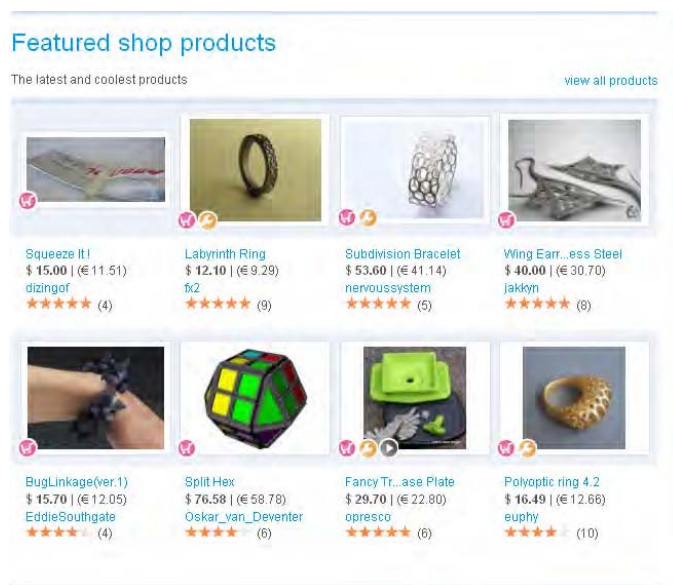 Featured shop products
The latest and coolest products
view all products
Squeeze It !
$ 15.00 | (€ 11.51)
dizingof
(4)
Labyrinth Ring
$ 12.10 | (€ 9.29)
fx2
(9)
Subdivision Bracelet
$ 53.60 | (€ 41.14)
nervoussystem
(5)
Wing Earr...ess Steel
$ 40.00 | (€ 30.70)
jakkyn
(8)
BugLinkage(ver.1)
$ 15.70 | (€ 12.05)
EddieSouthgate
(4)
Split Hex
$ 76.58 | (€ 58.78)
Oskar_van_Deventer
(6)
Fancy Tr...ase Plate
$ 29.70 | (€ 22.80)
opresco
(6)
Polyoptic ring 4.2
$ 16.49 | (€ 12.66)
euphy
(10)